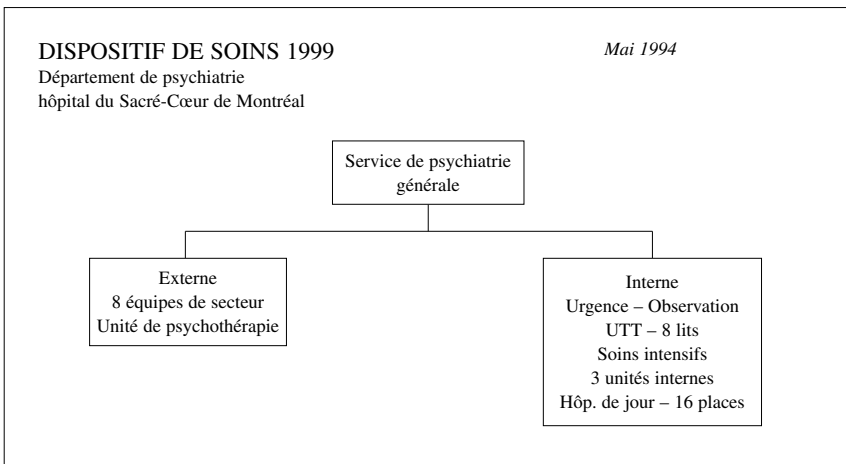 DISPOSITIF DE SOINS 1999
Mai 1994
Département de psychiatrie
hôpital du Sacré-Cœur de Montréal
Service de psychiatrie
générale
Externe
8 équipes de secteur
Unité de psychothérapie
Interne
Urgence – Observation
UTT – 8 lits
Soins intensifs
3 unités internes
Hôp. de jour – 16 places